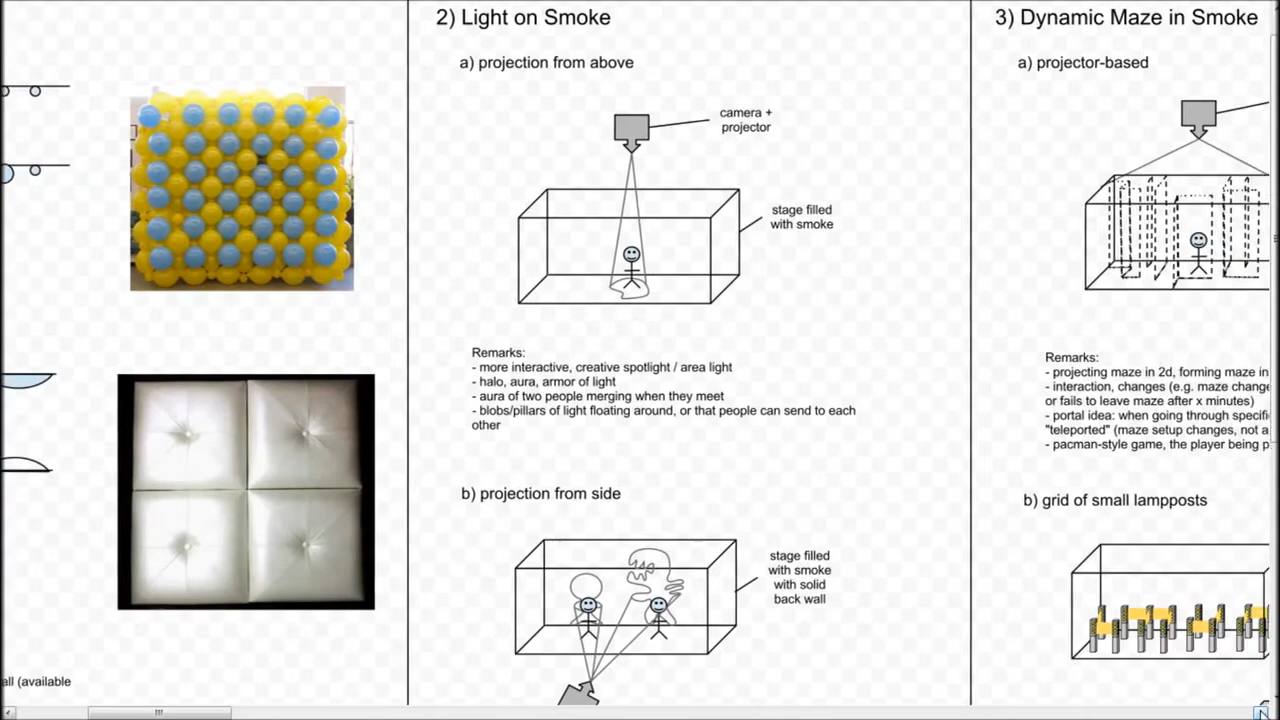 all (available
2) Light on Smoke
a) projection from above
camera +
projector
stage filled
with smoke
Remarks:
- more interactive, creative spotlight / area light
- halo, aura, armor of light
- aura of two people merging when they meet
- blobs/pillars of light floating around, or that people can send to each
other
b) projection from side
stage filled
with smoke
with solid
back wall
3) Dynamic Maze in Smoke
a) projector-based
Remarks:
- projecting maze in 2d, forming maze in
- interaction, changes (e.g. maze change
or fails to leave maze after x minutes)
- portal idea: when going through specifi
"teleported" (maze setup changes, not a
- pacman-style game, the player being p
b) grid of small lampposts